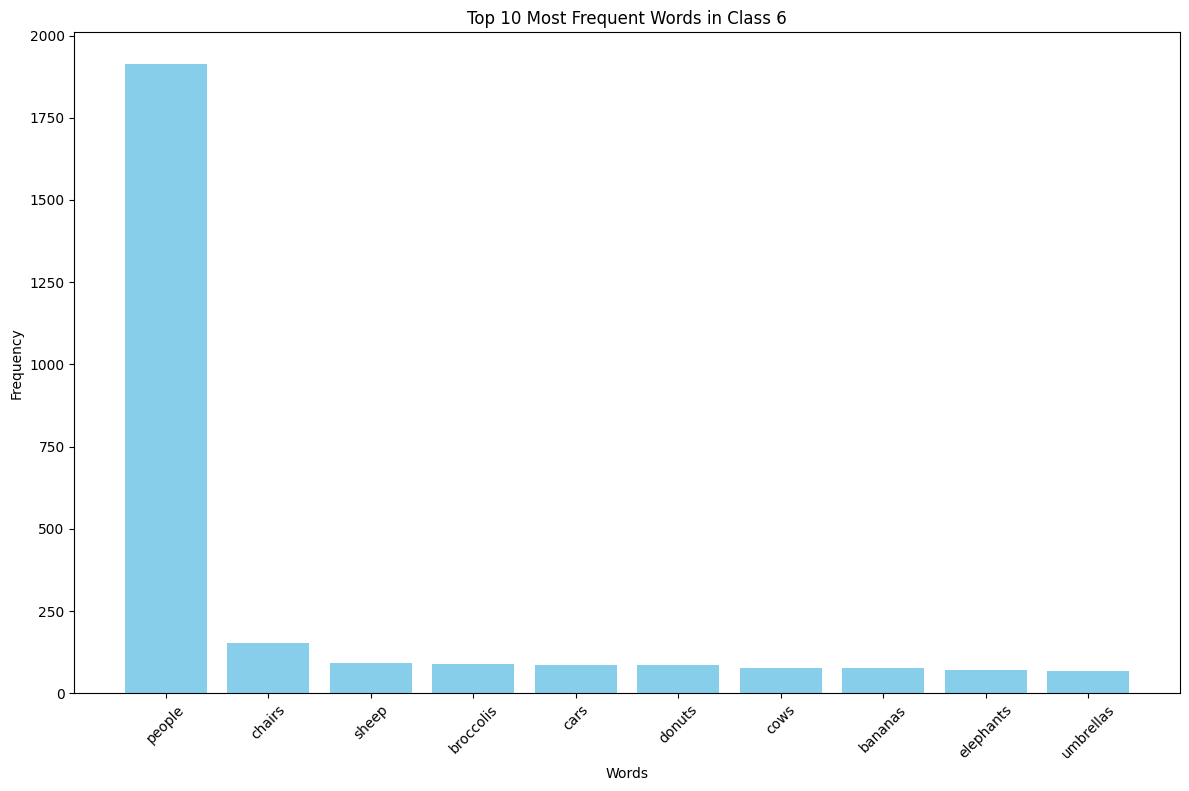 Top 10 Most Frequent Words in Class 6
2000
1750
1500
1250
1000
750
500
250
0
Frequency
people
chairs
sheep
broccolis
cars
donuts
cows
bananas
elephants
umbrellas
Words